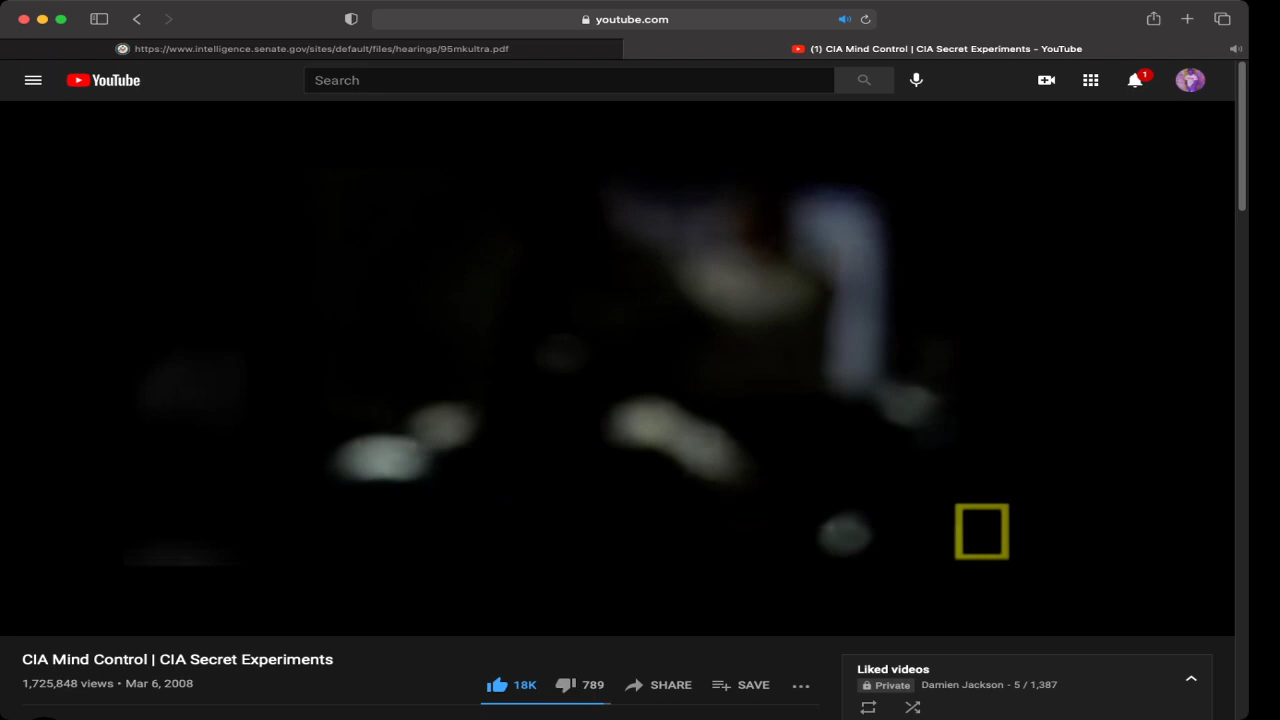 youtube.com
https://www.intelligence.senate.gov/sites/default/files/hearings/95mkultra.pdf
(1) CIA Mind Control | CIA Secret Experiments - YouTube
YouTube
Search
1
CIA Mind Control | CIA Secret Experiments
1,725,848 views • Mar 6, 2008
18K
789
SHARE
SAVE
Liked videos
Private
Damien Jackson - 5 / 1,387